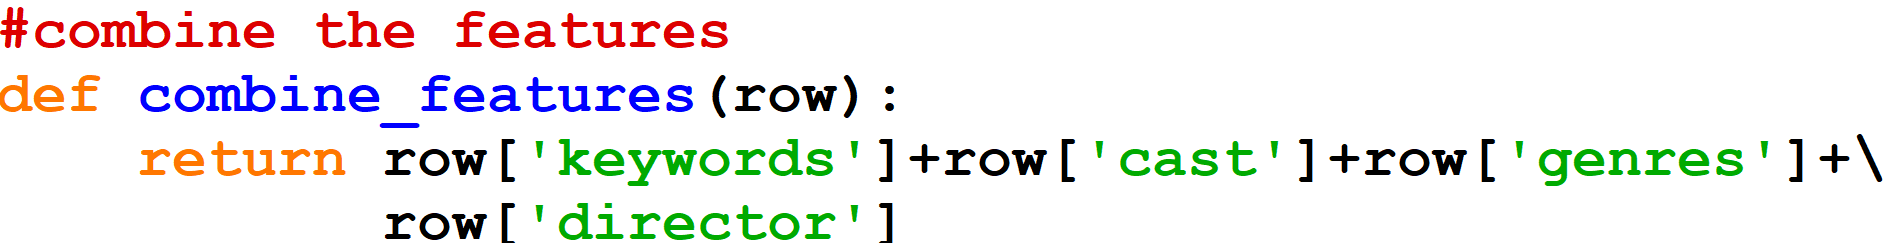 #combine the features
def combine_features(row):
    return row['keywords']+row['cast']+row['genres']+\
           row['director']